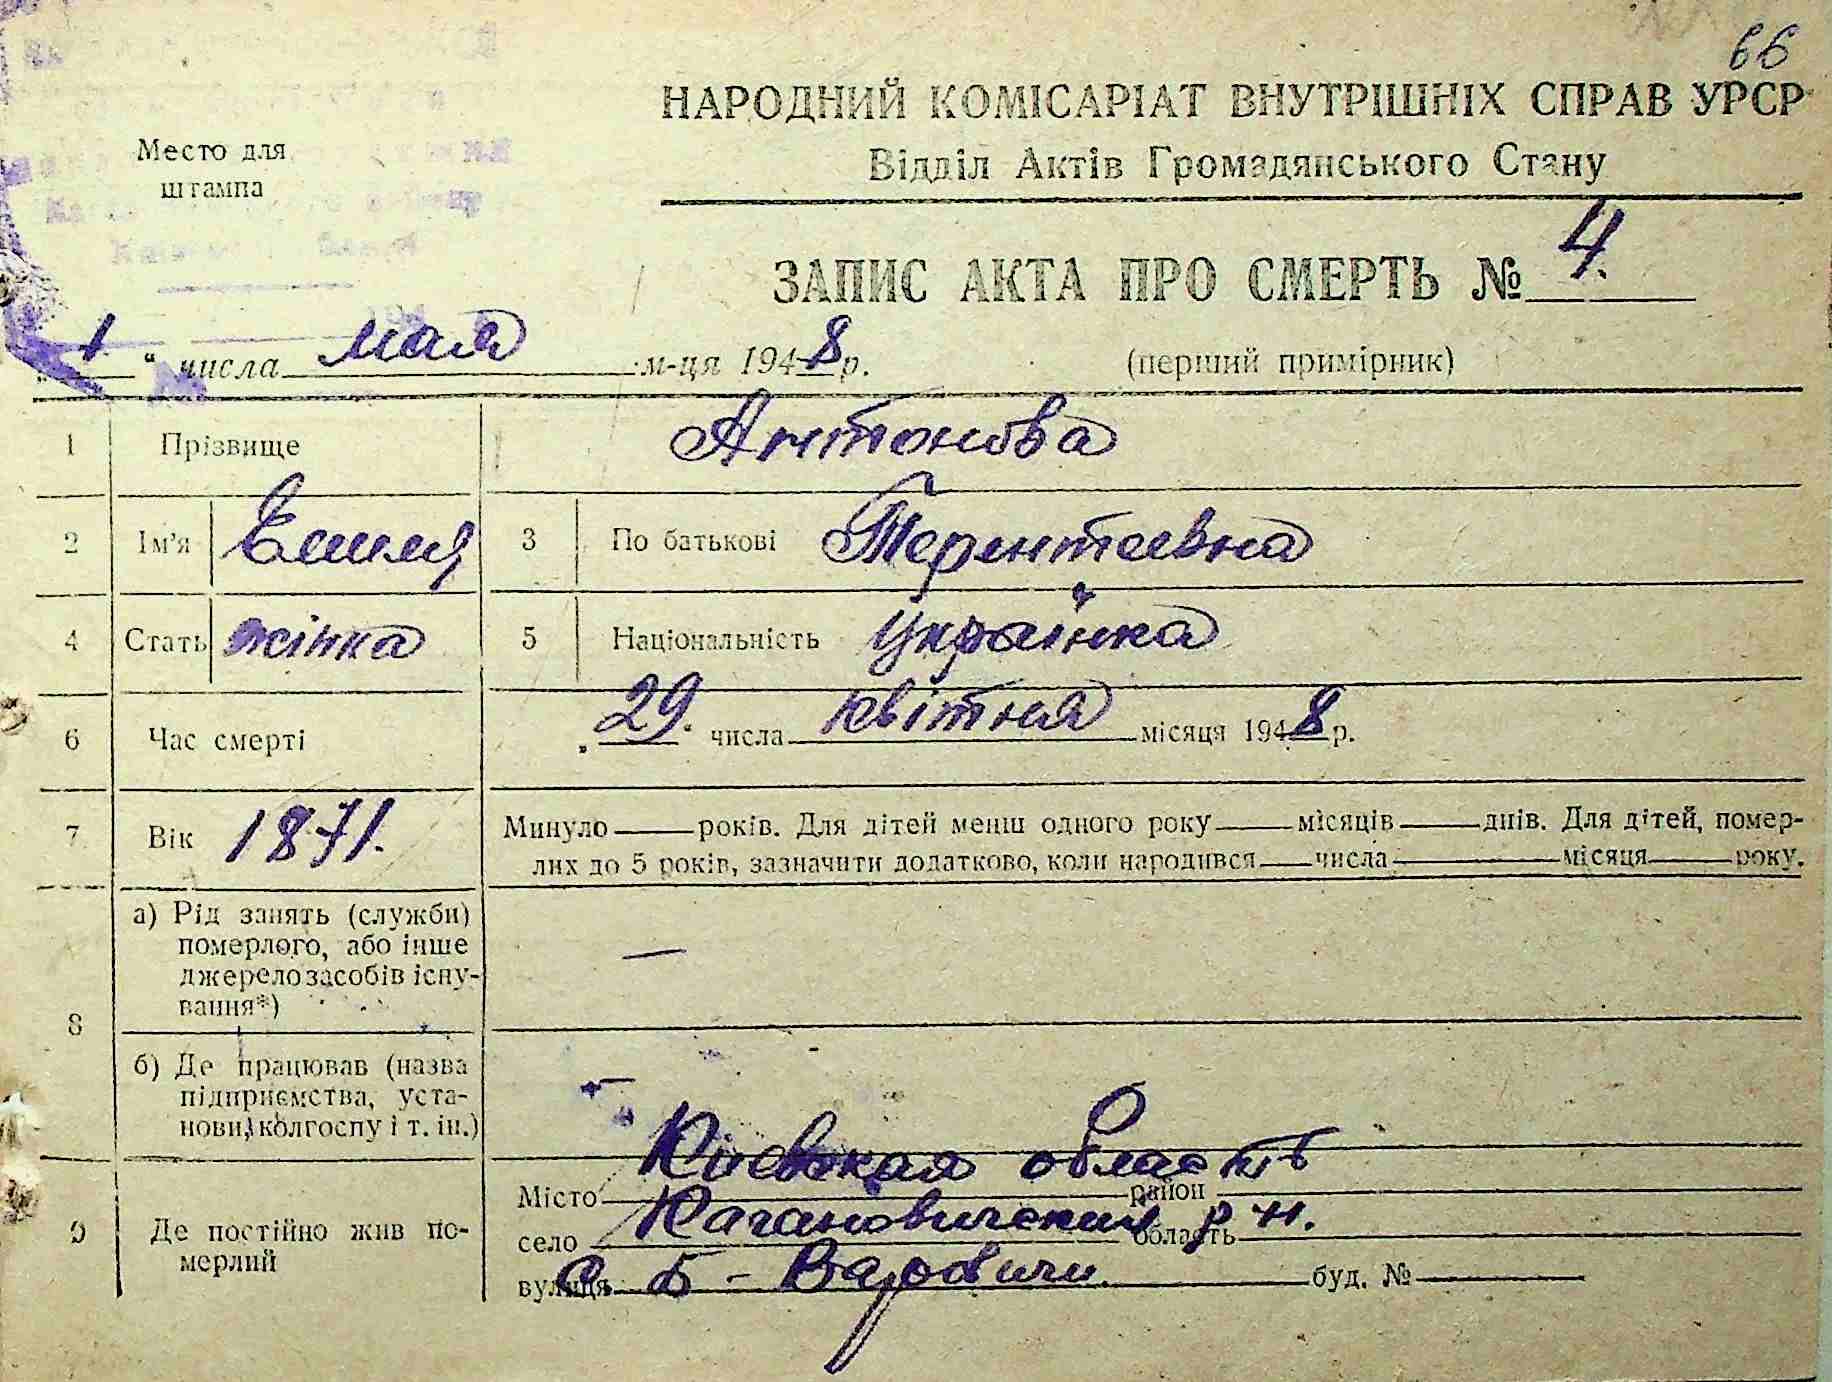 66
НАРОДНИЙ КОМІСАРІАТ ВНУТРІШНІХ СПРАВ УРСР
Відділ Актів Громадянського Стану
Место для
штампа
ЗАПИС АКТА ПРО СМЕРТЬ № 4.
„ 1 “ числа мая м-ця 1948 р.
(перший примірник)
1 Прізвище Антонова
2 Ім'я Емилія 3 По батькові Терентьевна
4 Стать жінка 5 Національність українка
6 Час смерті „29. числа квітня місяця 1948 р.
7 Вік 1871. Минуло ролів. Для дітей менш одного року місяців днів. Для дітей, помер-
лих до 5 років, зазначити додатково, коли народився числа місяця року.
8 а) Рід занять (служби)
померлого, або інше
джерело засобів існу-
вання*) —
б) Де працював (назва
підприємства, уста-
нови, колгоспу і т. ін.) —
9 Де постійно жив по-
мерлий
Киевская область
Місто район
Кагановический р-н.
село область
с Б - Варовичи.
вулиця буд. №